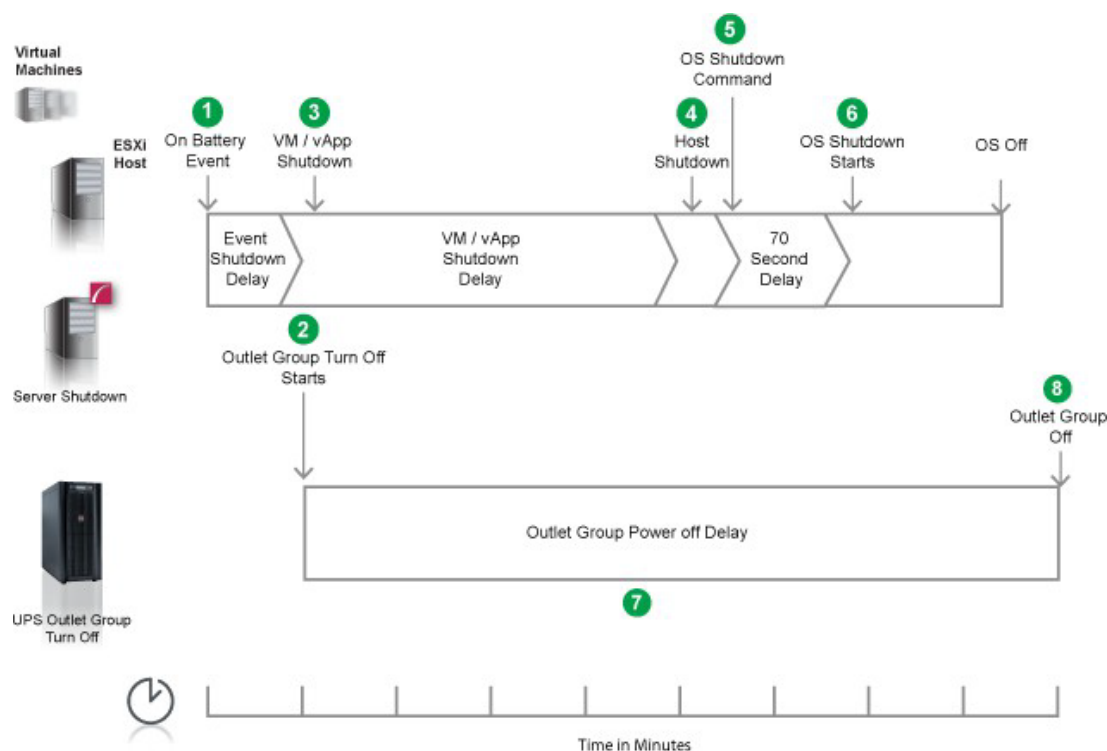 Virtual
Machines
ESXi
Host
1
On Battery
Event
3
VM / vApp
Shutdown
4
Host
Shutdown
5
OS Shutdown
Command
6
OS Shutdown
Starts
OS Off
Event
Shutdown
Delay
VM / vApp
Shutdown
Delay
70
Second
Delay
Server Shutdown
2
Outlet Group Turn Off
Starts
8
Outlet Group
Off
Outlet Group Power off Delay
7
UPS Outlet Group
Turn Off
Time in Minutes